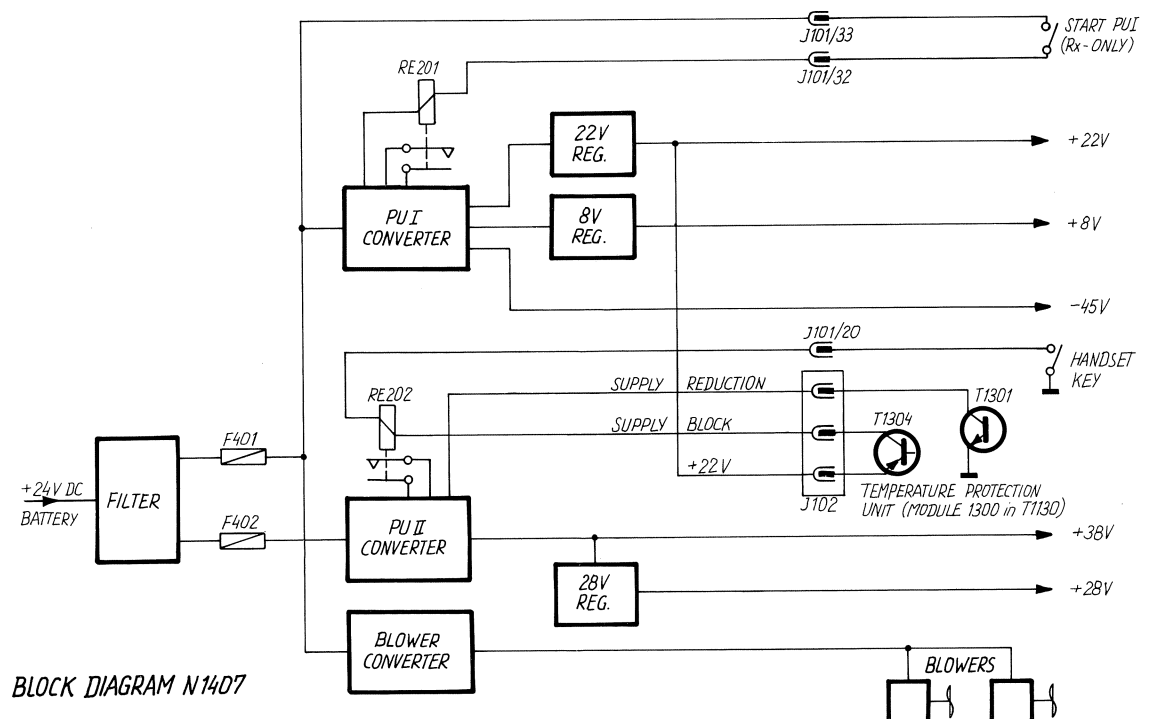 J101/33
START PUI
(Rx-ONLY)
RE201
J101/32
22V
REG.
+22V
PU I
CONVERTER
8V
REG.
+8V
-45V
J101/20
HANDSET
KEY
SUPPLY REDUCTION
RE202
T1301
T1304
SUPPLY BLOCK
F401
+22V
+24V DC
BATTERY
FILTER
J102
TEMPERATURE PROTECTION
UNIT (MODULE 1300 in T1130)
F402
PU II
CONVERTER
+38V
28V
REG.
+28V
BLOWER
CONVERTER
BLOWERS
BLOCK DIAGRAM N1407